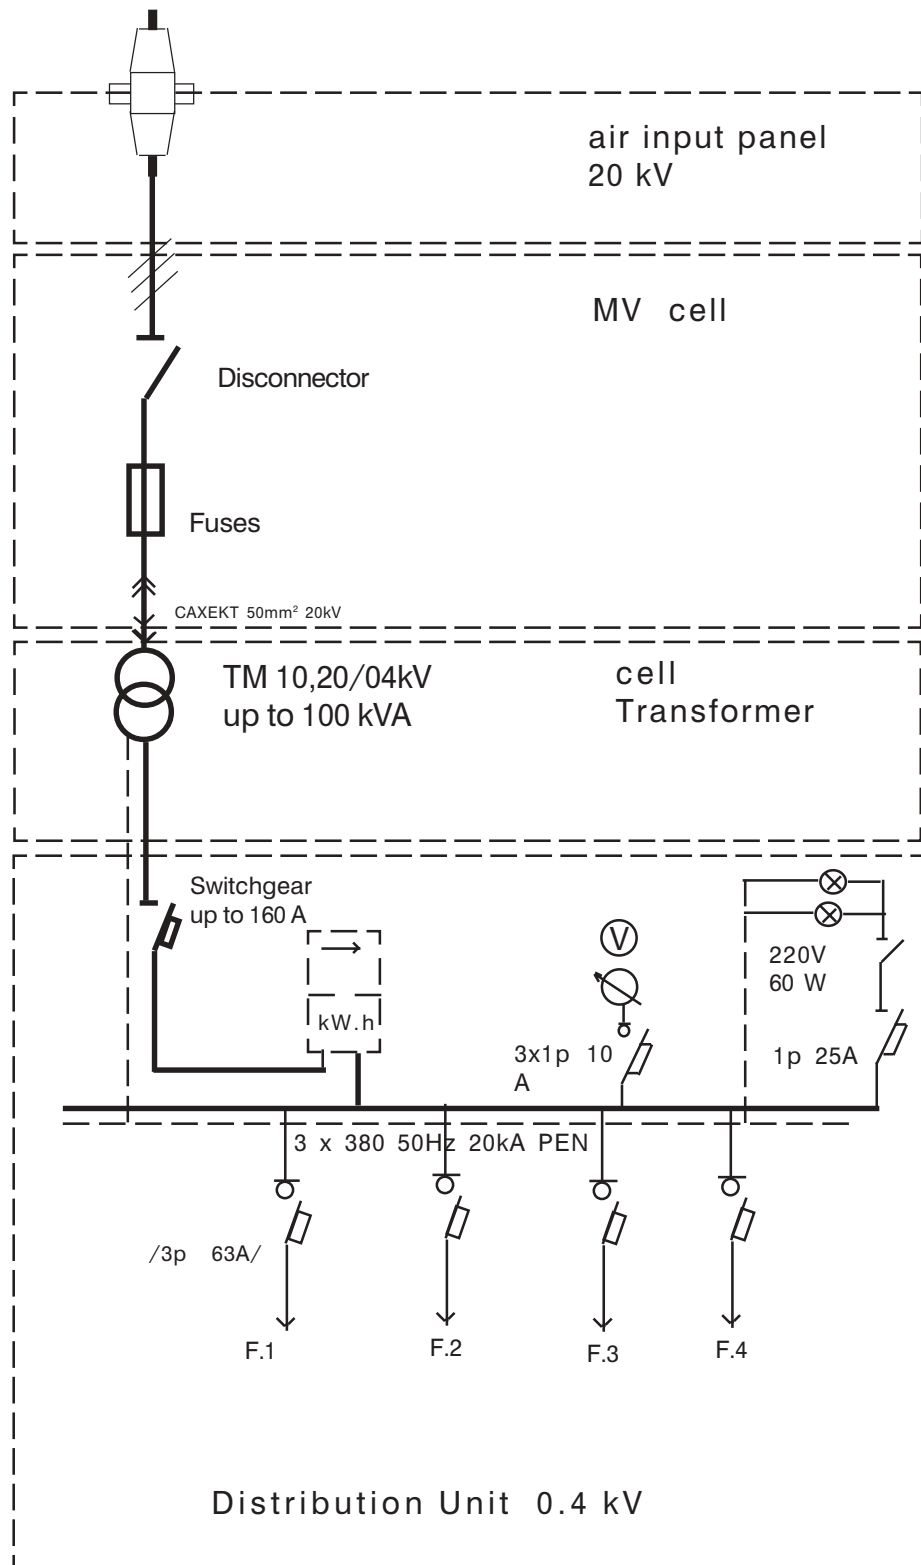 air input panel
20 kV
MV cell
Disconnector
Fuses
CAXEKT 50mm² 20kV
TM 10,20/04kV
up to 100 kVA
cell
Transformer
Switchgear
up to 160 A
kW.h
V
3x1p 10
A
220V
60 W
1p 25A
3 x 380 50Hz 20kA PEN
/3p 63A/
F.1
F.2
F.3
F.4
Distribution Unit 0.4 kV